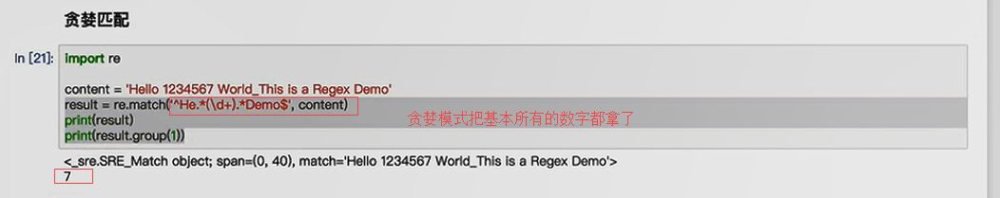 贪婪匹配
In [21]: import re
content = 'Hello 1234567 World_This is a Regex Demo'
result = re.match('^He.*(\d+).*Demo$', content)
print(result)
贪婪模式把基本所有的数字都拿了
print(result.group(1))
<_sre.SRE_Match object; span=(0, 40), match='Hello 1234567 World_This is a Regex Demo'>
7